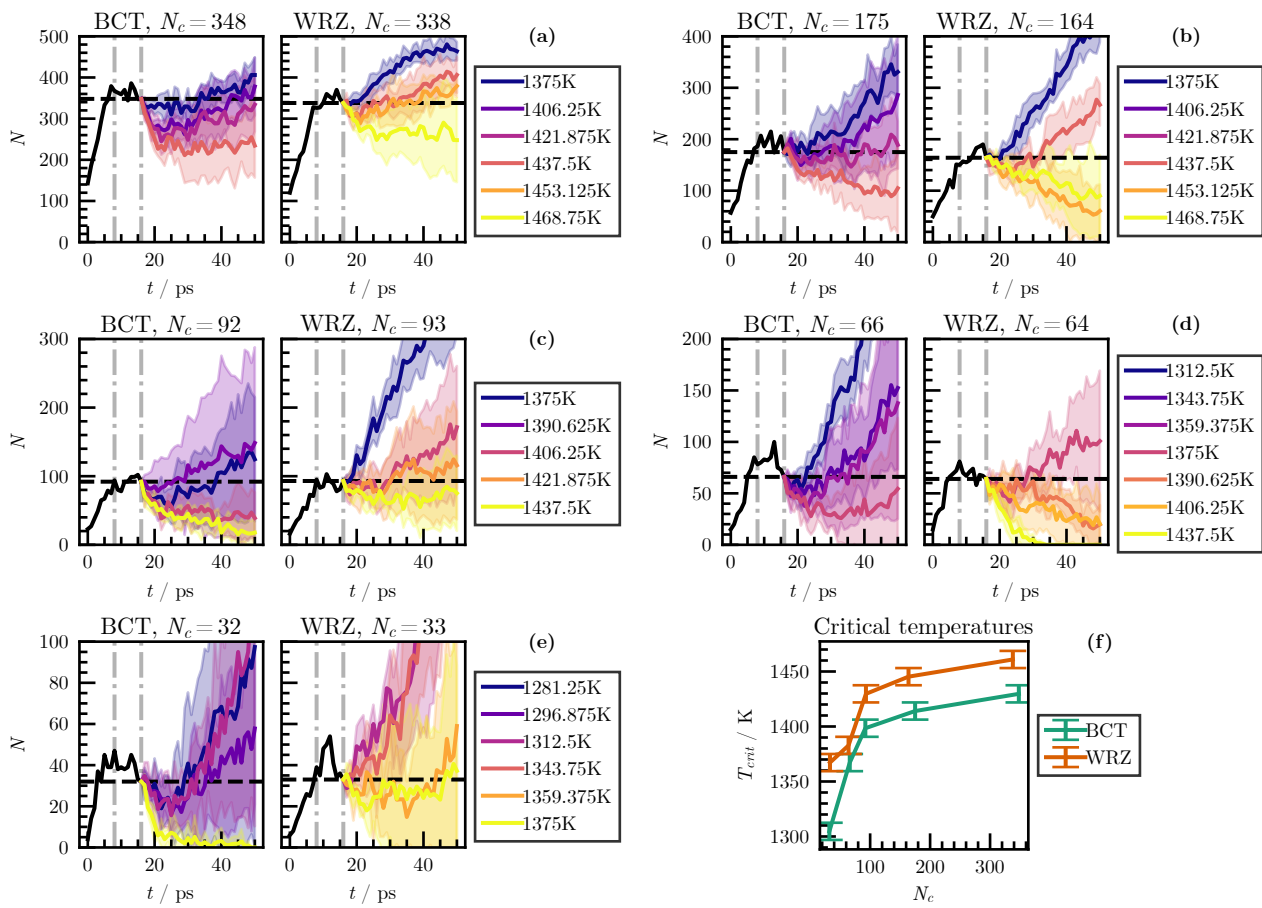 BCT, N_c = 348
WRZ, N_c = 338
(a)
N
500
400
300
200
100
0
0 20 40
t / ps
0 20 40
t / ps
1375K
1406.25K
1421.875K
1437.5K
1453.125K
1468.75K
BCT, N_c = 175
WRZ, N_c = 164
(b)
N
400
300
200
100
0
0 20 40
t / ps
0 20 40
t / ps
1375K
1406.25K
1421.875K
1437.5K
1453.125K
1468.75K
BCT, N_c = 92
WRZ, N_c = 93
(c)
N
300
200
100
0
0 20 40
t / ps
0 20 40
t / ps
1375K
1390.625K
1406.25K
1421.875K
1437.5K
BCT, N_c = 66
WRZ, N_c = 64
(d)
N
200
150
100
50
0
0 20 40
t / ps
0 20 40
t / ps
1312.5K
1343.75K
1359.375K
1375K
1390.625K
1406.25K
1437.5K
BCT, N_c = 32
WRZ, N_c = 33
(e)
N
100
80
60
40
20
0
0 20 40
t / ps
0 20 40
t / ps
1281.25K
1296.875K
1312.5K
1343.75K
1359.375K
1375K
Critical temperatures
(f)
T_crit / K
1450
1400
1350
1300
100 200 300
N_c
BCT
WRZ